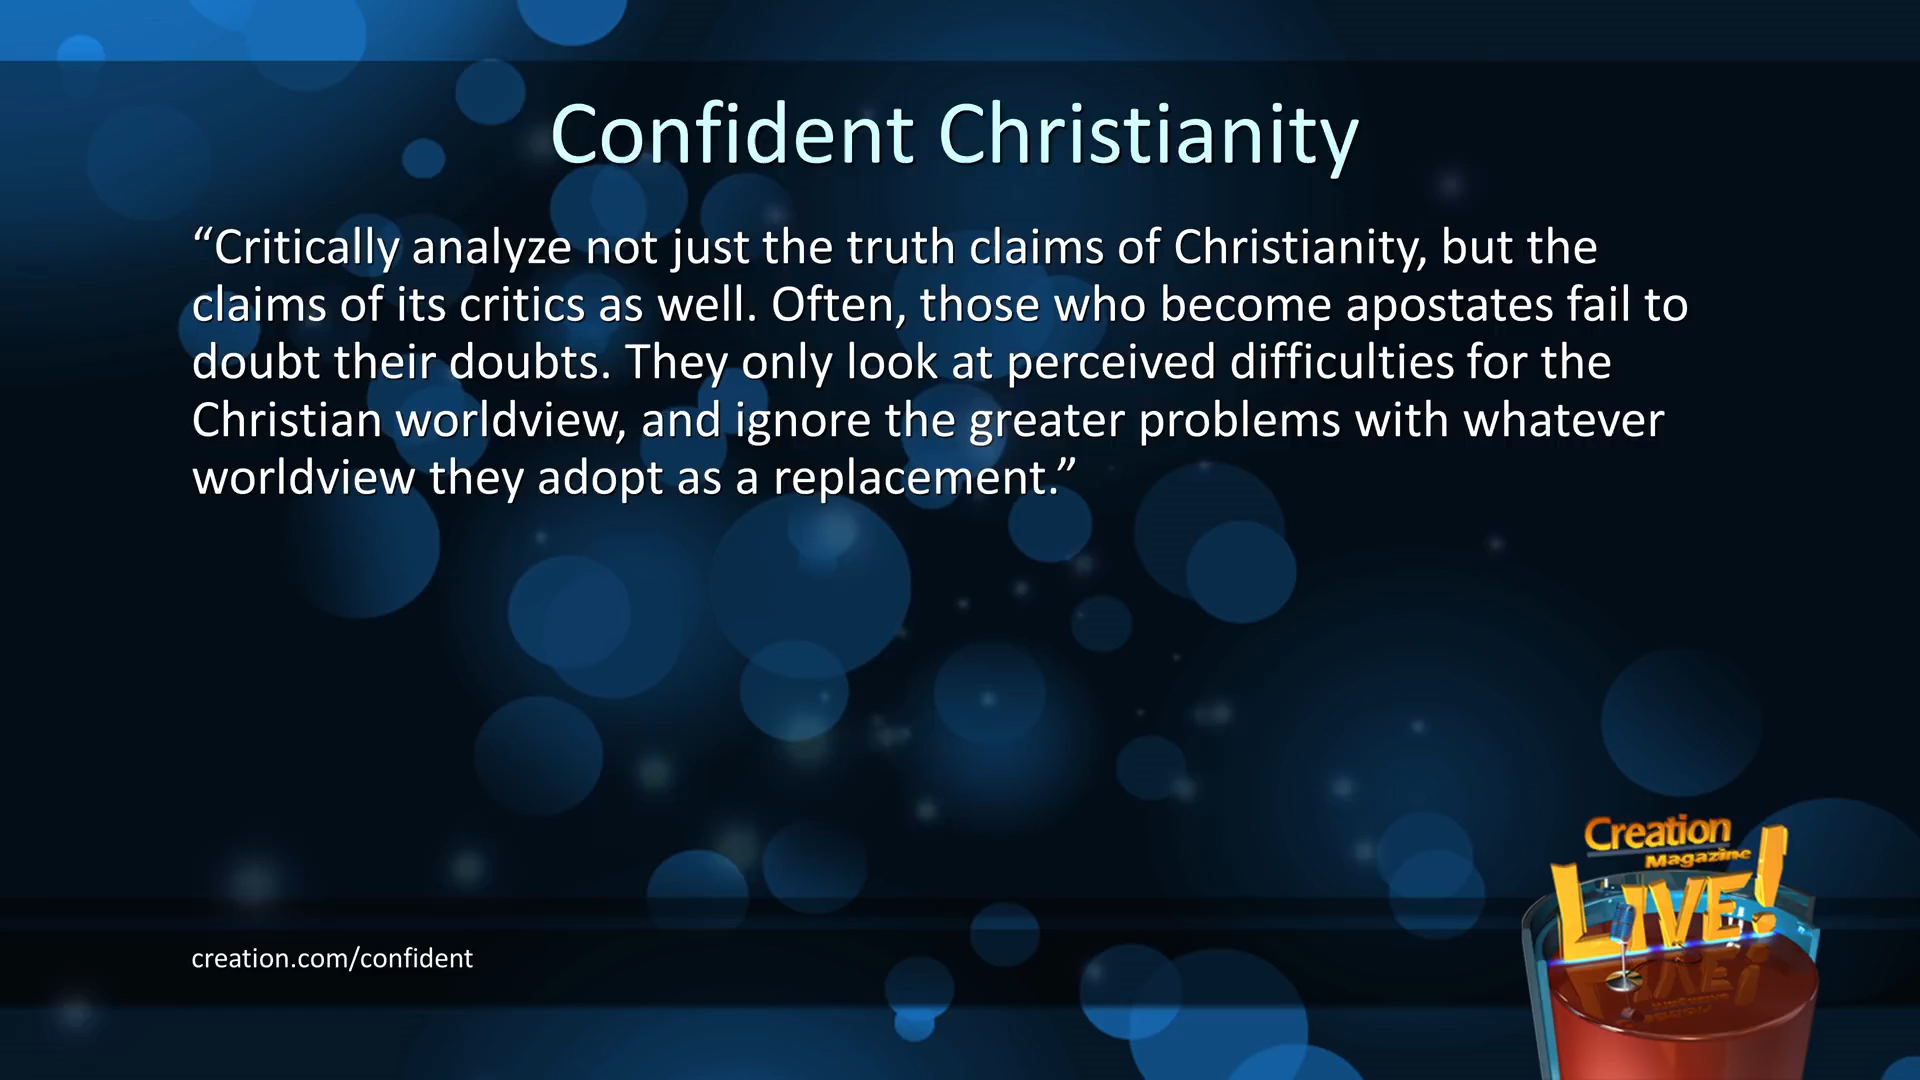 Confident Christianity
“Critically analyze not just the truth claims of Christianity, but the
claims of its critics as well. Often, those who become apostates fail to
doubt their doubts. They only look at perceived difficulties for the
Christian worldview, and ignore the greater problems with whatever
worldview they adopt as a replacement.”
creation.com/confident
Creation
Magazine
LIVE!